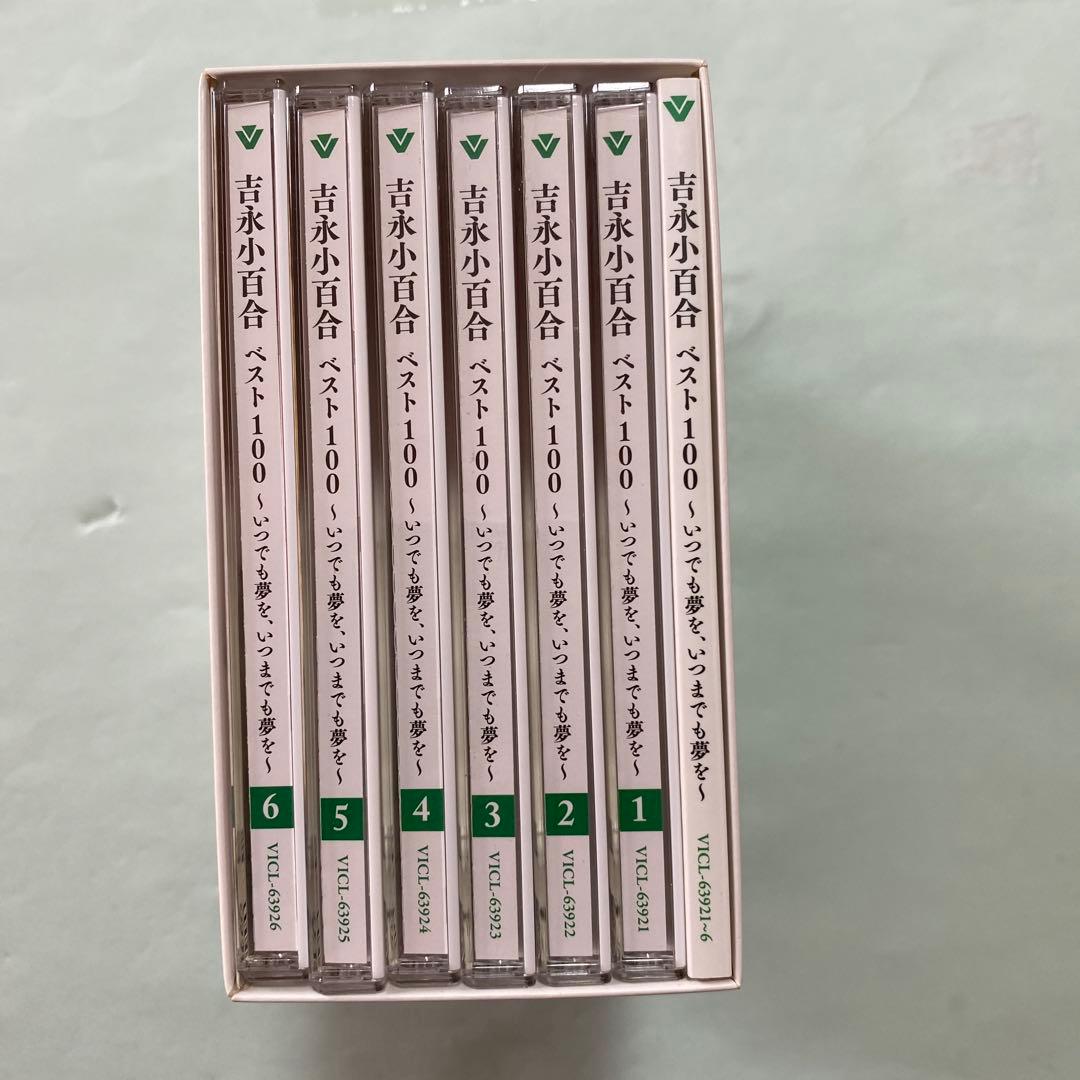 吉永小百合 ベスト100 ~いつでも夢を、いつまでも夢を~ VICL-63921~6
吉永小百合 ベスト100 ~いつでも夢を、いつまでも夢を~ 1 VICL-63921
吉永小百合 ベスト100 ~いつでも夢を、いつまでも夢を~ 2 VICL-63922
吉永小百合 ベスト100 ~いつでも夢を、いつまでも夢を~ 3 VICL-63923
吉永小百合 ベスト100 ~いつでも夢を、いつまでも夢を~ 4 VICL-63924
吉永小百合 ベスト100 ~いつでも夢を、いつまでも夢を~ 5 VICL-63925
吉永小百合 ベスト100 ~いつでも夢を、いつまでも夢を~ 6 VICL-63926